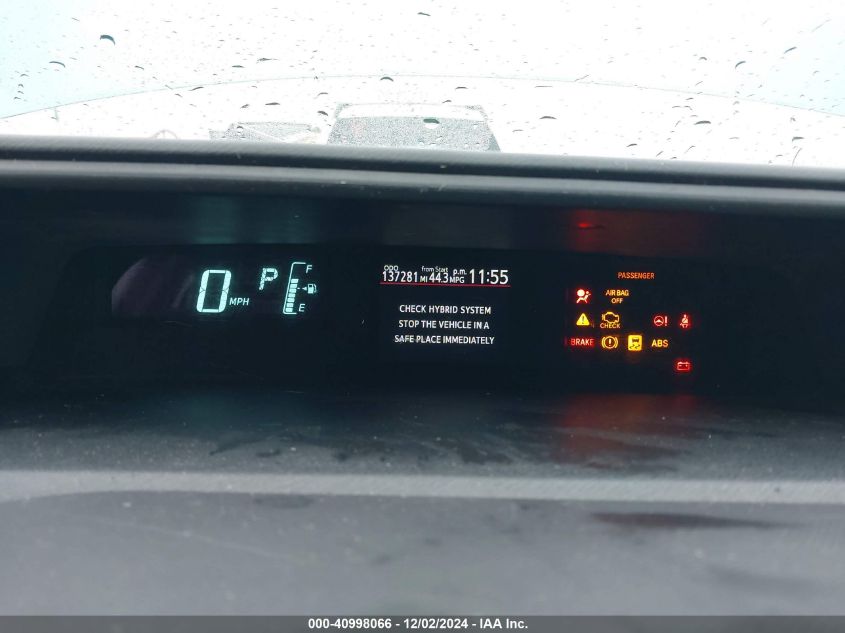 0 MPH
P
F
E
ODO from Start p.m.
137281 MI 44.3 MPG 11:55
CHECK HYBRID SYSTEM
STOP THE VEHICLE IN A
SAFE PLACE IMMEDIATELY
PASSENGER
AIR BAG
OFF
CHECK
BRAKE ABS
000-40998066 - 12/02/2024 - IAA Inc.